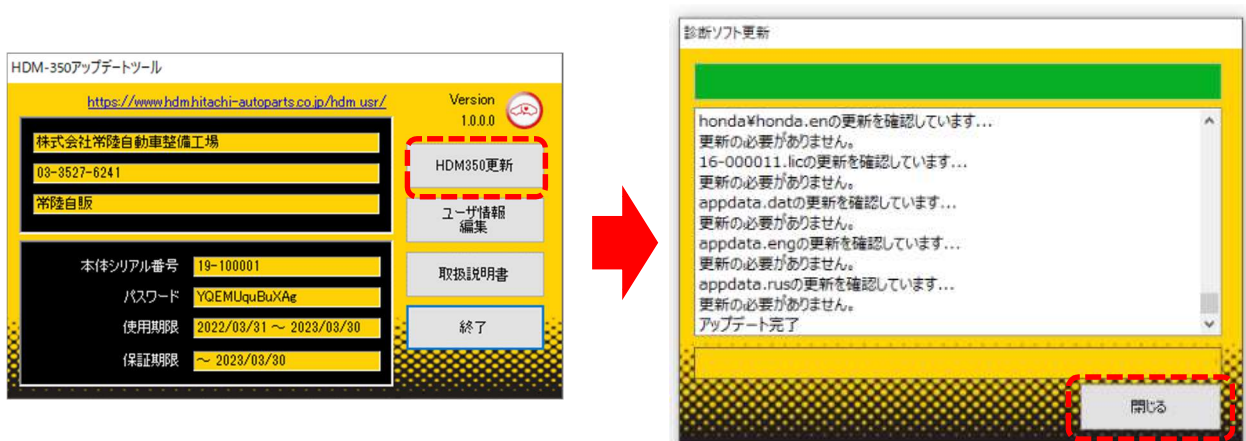 HDM-350アップデートツール
https://www.hdm.hitachi-autoparts.co.jp/hdm_usr/
Version
1.0.0.0
株式会社常陸自動車整備工場
03-3527-6241
常陸自販
HDM350更新
ユーザ情報
編集
取扱説明書
終了
本体シリアル番号 19-100001
パスワード YQEMUquBuXAg
使用期限 2022/03/31 ～ 2023/03/30
保証期限 ～ 2023/03/30
診断ソフト更新
honda¥honda.enの更新を確認しています...
更新の必要がありません。
16-000011.licの更新を確認しています...
更新の必要がありません。
appdata.datの更新を確認しています...
更新の必要がありません。
appdata.engの更新を確認しています...
更新の必要がありません。
appdata.rusの更新を確認しています...
更新の必要がありません。
アップデート完了
閉じる